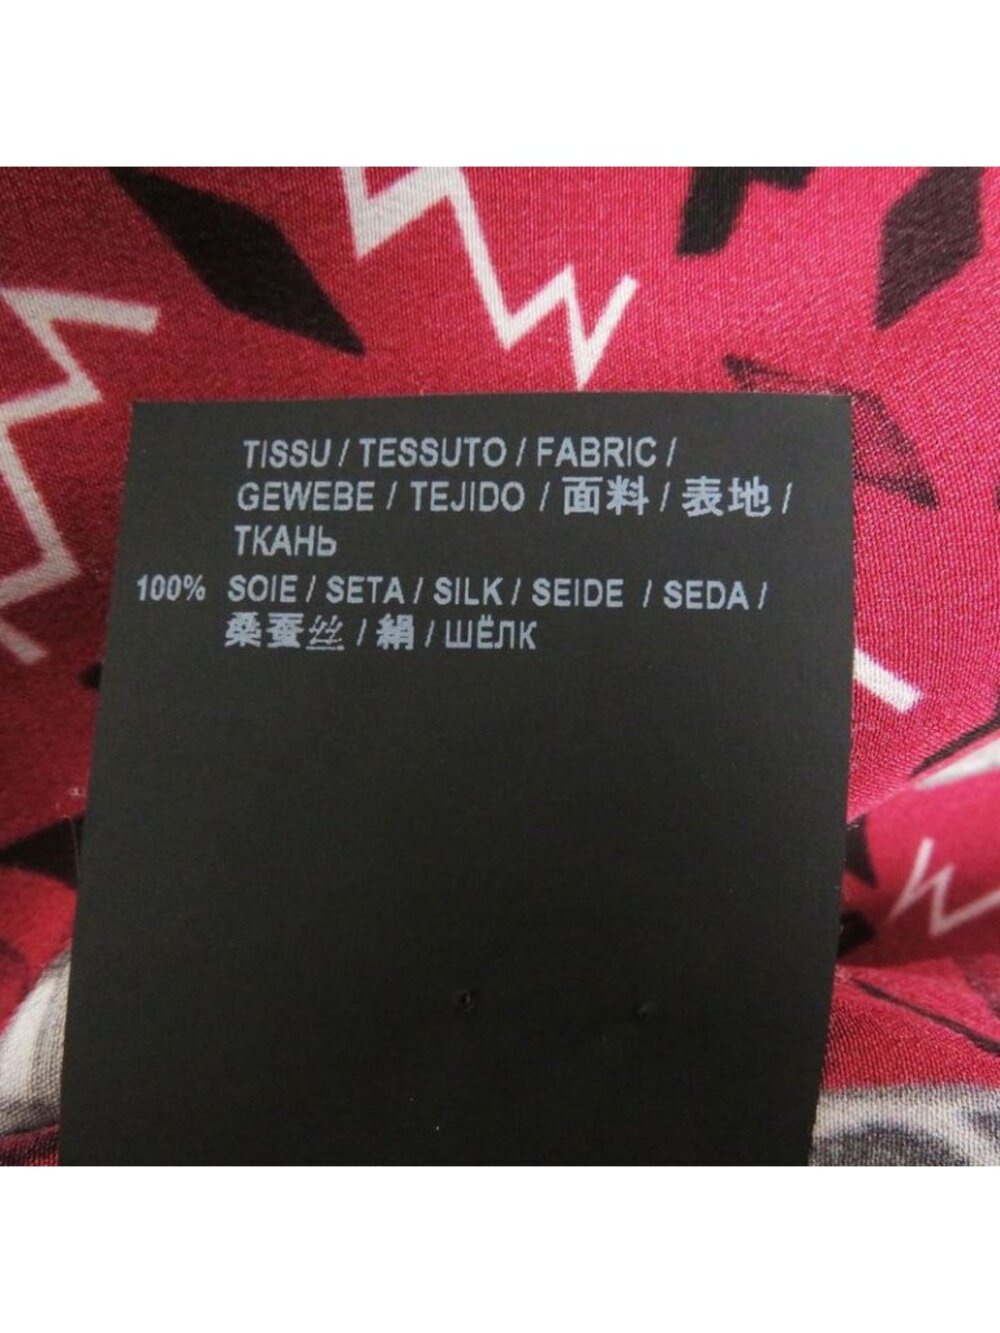 TISSU / TESSUTO / FABRIC /
GEWEBE / TEJIDO / 面料 / 表地 /
ТКАНЬ
100% SOIE / SETA / SILK / SEIDE / SEDA /
桑蚕丝 / 絹 / ШЁЛК